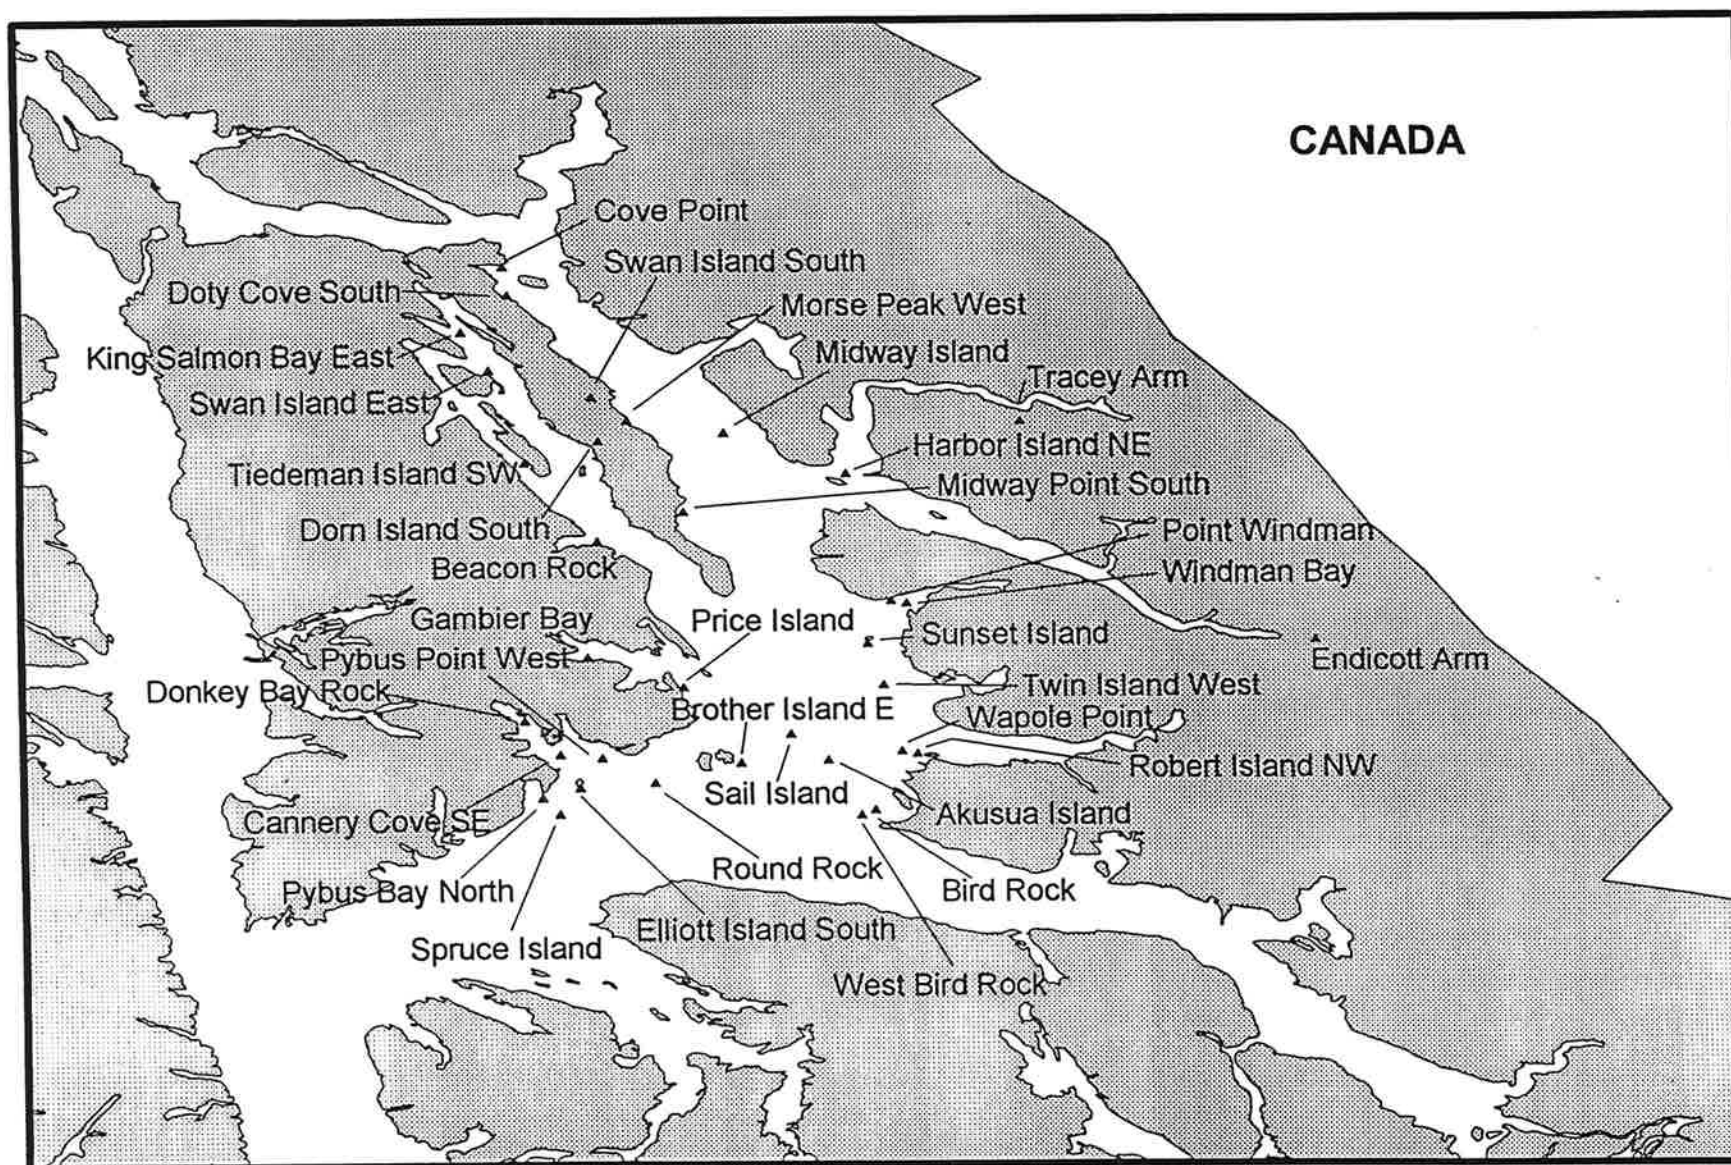 CANADA
Cove Point
Swan Island South
Doty Cove South
Morse Peak West
King Salmon Bay East
Midway Island
Tracey Arm
Swan Island East
Harbor Island NE
Tiedeman Island SW
Midway Point South
Dorn Island South
Point Windman
Beacon Rock
Windman Bay
Gambier Bay
Price Island
Sunset Island
Pybus Point West
Endicott Arm
Donkey Bay Rock
Twin Island West
Brother Island E
Wapole Point
Robert Island NW
Sail Island
Cannery Cove SE
Akusua Island
Round Rock
Pybus Bay North
Bird Rock
Elliott Island South
Spruce Island
West Bird Rock